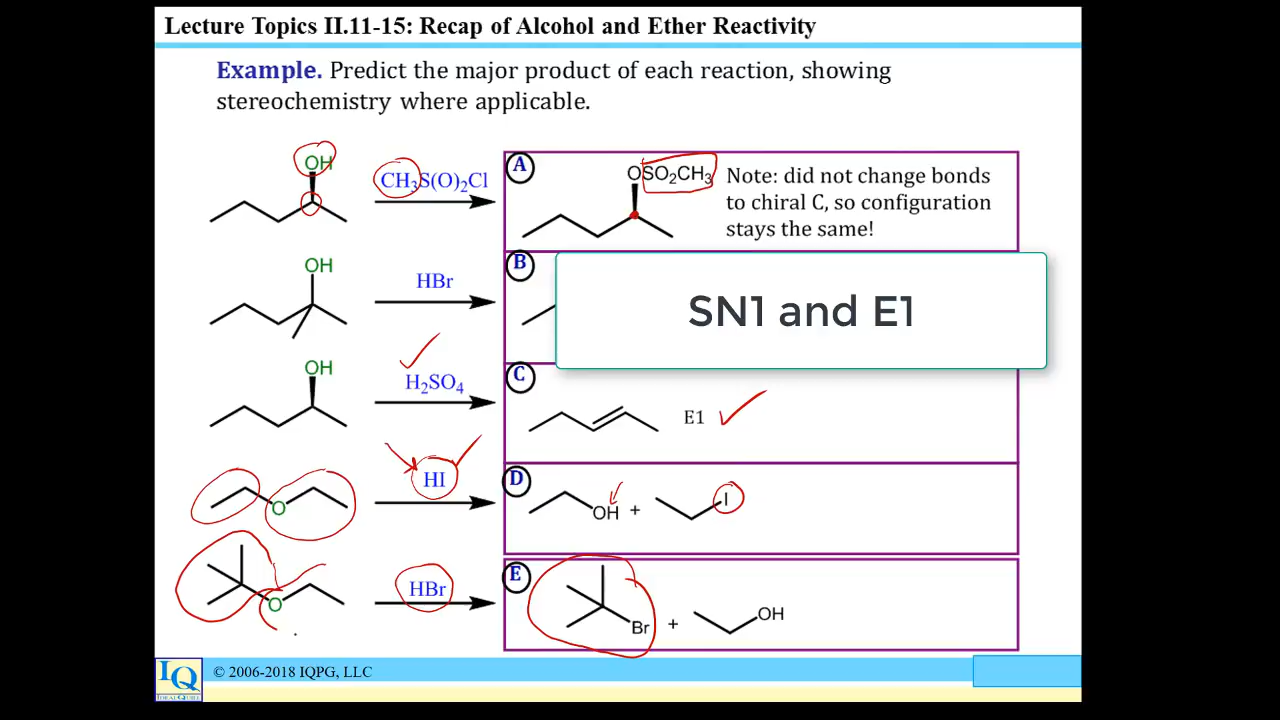 Lecture Topics II.11-15: Recap of Alcohol and Ether Reactivity
Example. Predict the major product of each reaction, showing
stereochemistry where applicable.
OH
CH3S(O)2Cl
A
OSO2CH3
Note: did not change bonds
to chiral C, so configuration
stays the same!
OH
HBr
B
SN1 and E1
OH
H2SO4
C
E1
O
HI
D
OH + I
O
HBr
E
Br + OH
IQ
© 2006-2018 IQPG, LLC